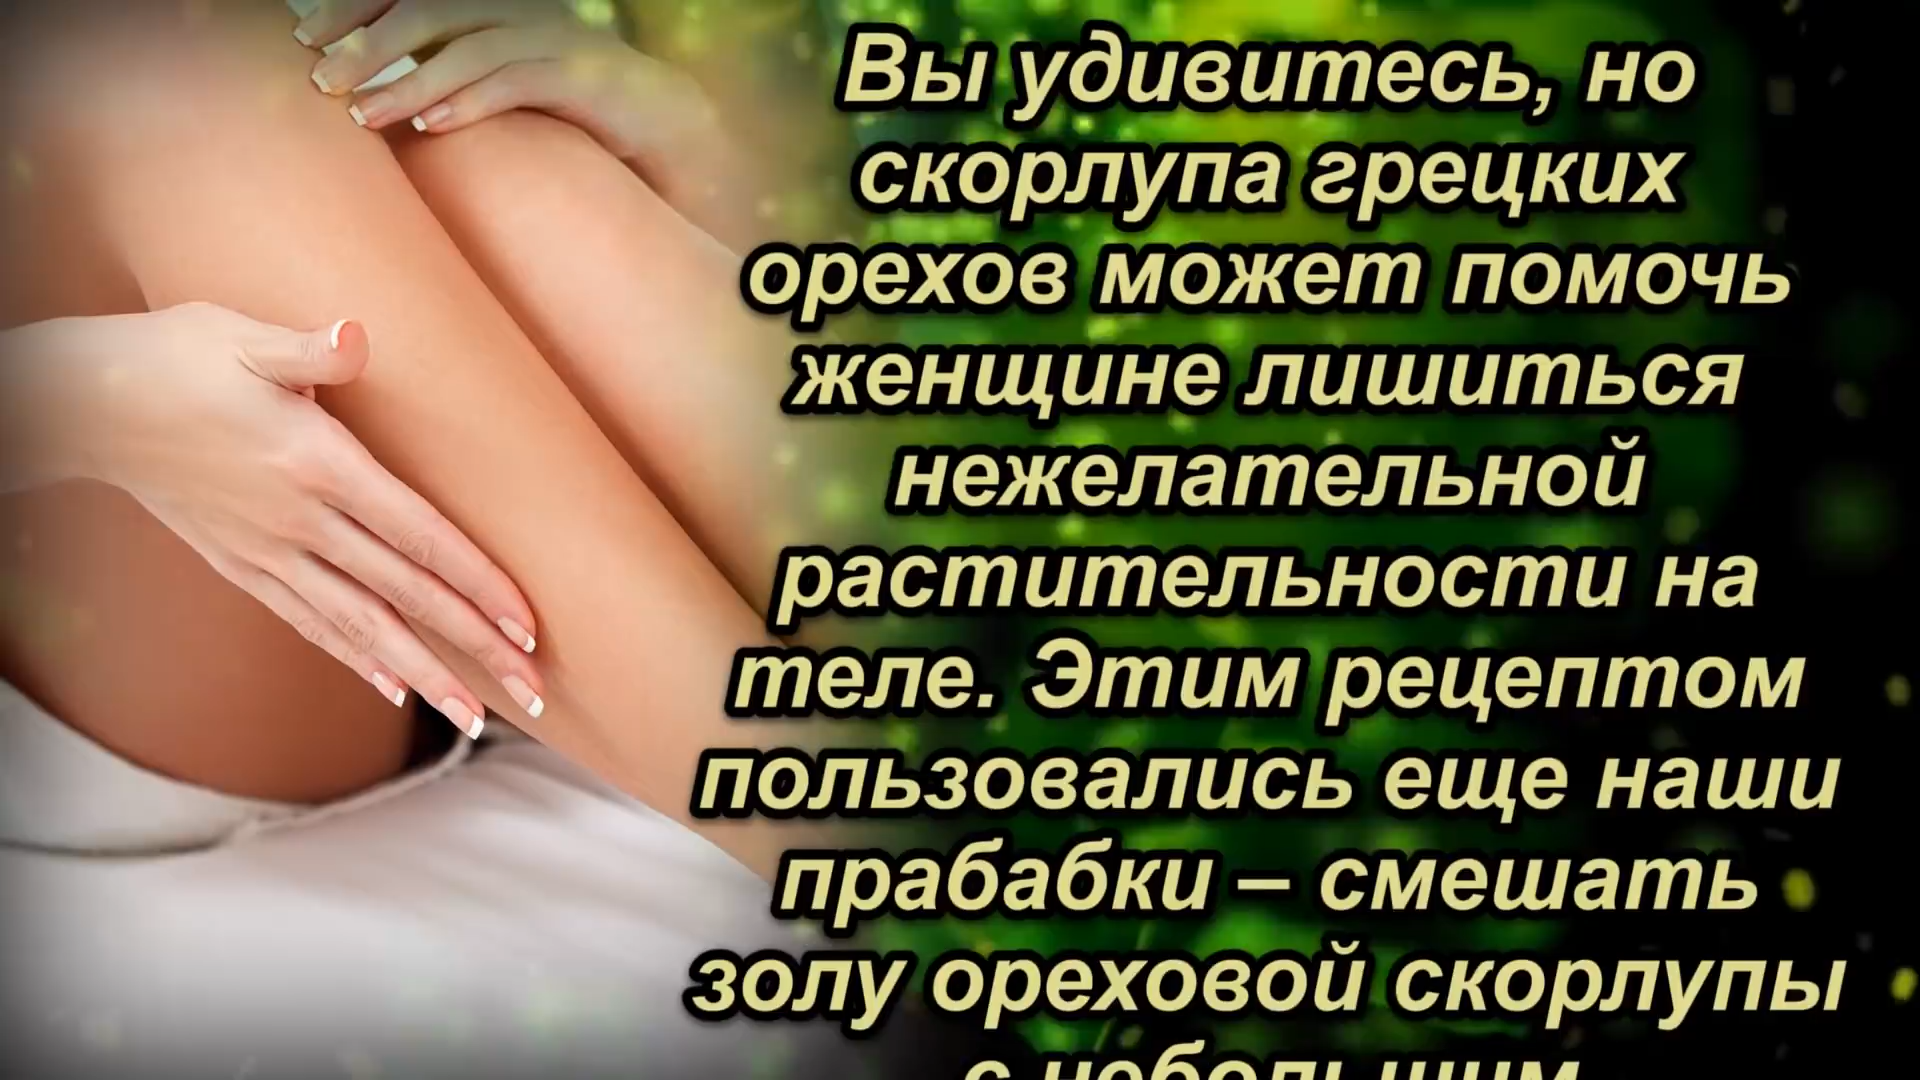 Вы удивитесь, но
скорлупа грецких
орехов может помочь
женщине лишиться
нежелательной
растительности на
теле. Этим рецептом
пользовались еще наши
прабабки – смешать
золу ореховой скорлупы
с небольшим